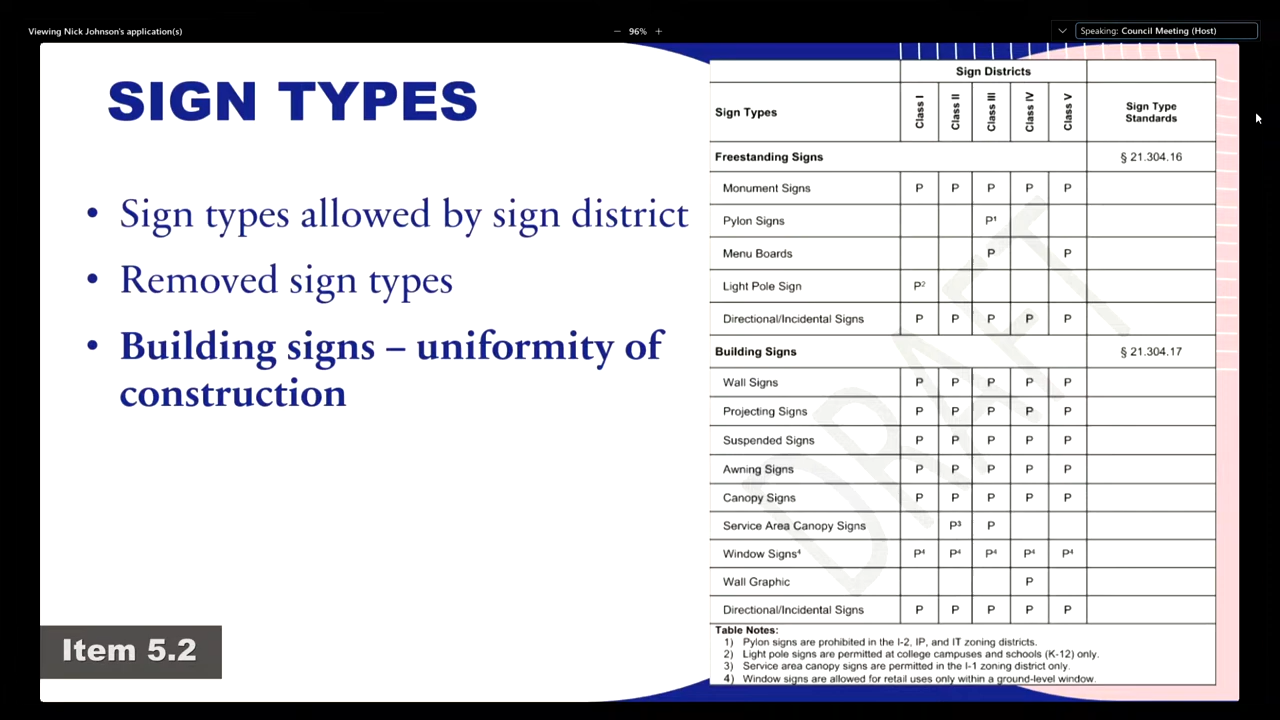 Viewing Nick Johnson's application(s)
− 96% +
Speaking: Council Meeting (Host)
SIGN TYPES
• Sign types allowed by sign district
• Removed sign types
• Building signs – uniformity of
construction
Item 5.2
Sign Districts
Sign Types Class I Class II Class III Class IV Class V Sign Type
Standards
Freestanding Signs § 21.304.16
Monument Signs P P P P P
Pylon Signs P¹
Menu Boards P P
Light Pole Sign P²
Directional/Incidental Signs P P P P P
Building Signs § 21.304.17
Wall Signs P P P P P
Projecting Signs P P P P P
Suspended Signs P P P P P
Awning Signs P P P P P
Canopy Signs P P P P P
Service Area Canopy Signs P³ P
Window Signs⁴ P⁴ P⁴ P⁴ P⁴ P⁴
Wall Graphic P
Directional/Incidental Signs P P P P P
Table Notes:
1) Pylon signs are prohibited in the I-2, IP, and IT zoning districts.
2) Light pole signs are permitted at college campuses and schools (K-12) only.
3) Service area canopy signs are permitted in the I-1 zoning district only.
4) Window signs are allowed for retail uses only within a ground-level window.
DRAFT